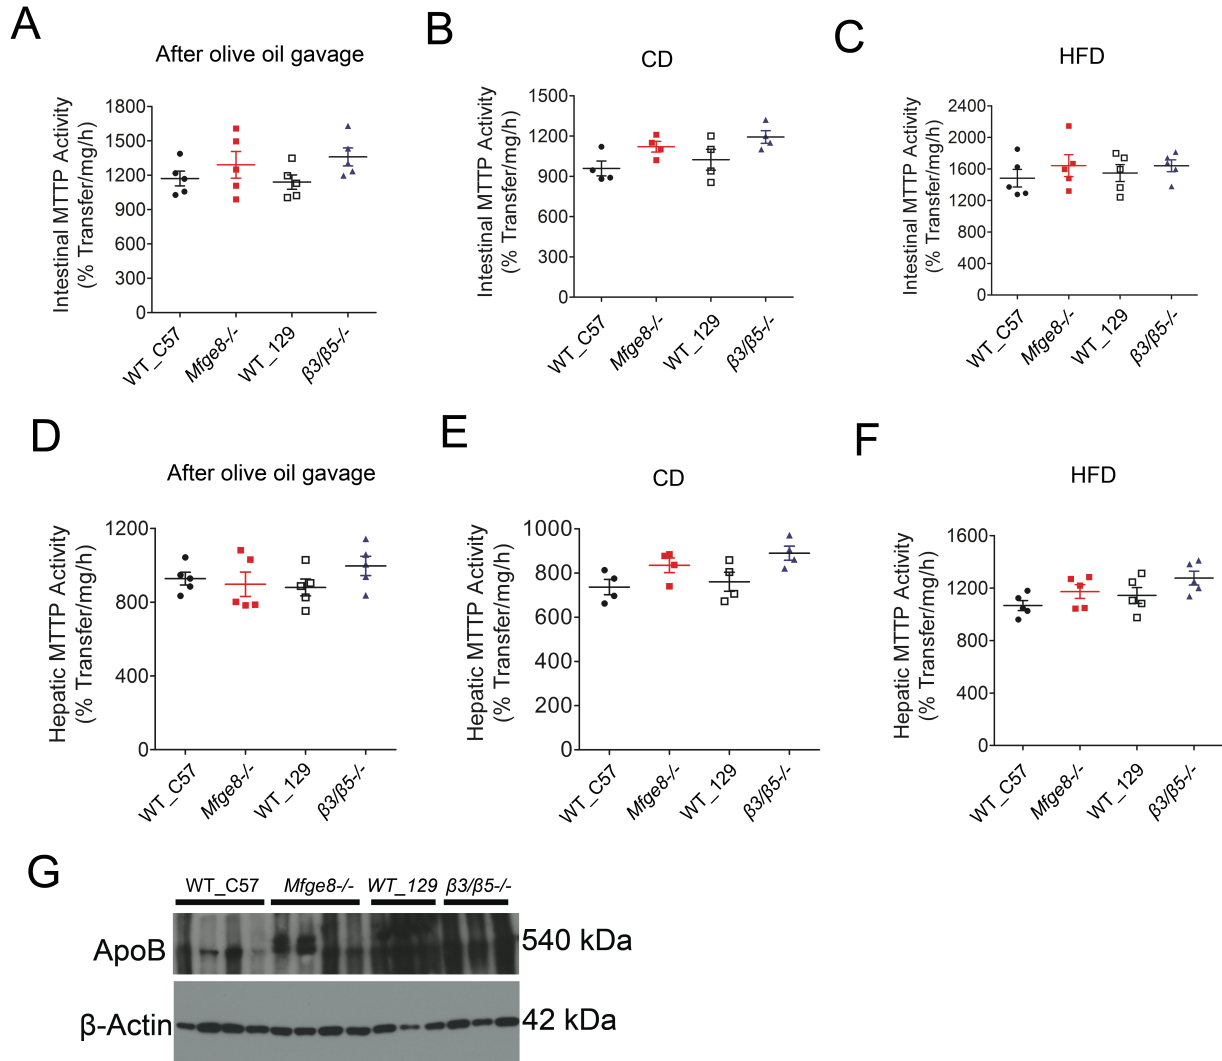 A
After olive oil gavage
Intestinal MTTP Activity
(% Transfer/mg/h)
1800
1500
1200
900
600
300
0
WT_C57
Mfge8-/-
WT_129
β3/β5-/-
B
CD
Intestinal MTTP Activity
(% Transfer/mg/h)
1500
1200
900
600
300
0
WT_C57
Mfge8-/-
WT_129
β3/β5-/-
C
HFD
Intestinal MTTP Activity
(% Transfer/mg/h)
2400
2000
1600
1200
800
400
0
WT_C57
Mfge8-/-
WT_129
β3/β5-/-
D
After olive oil gavage
Hepatic MTTP Activity
(% Transfer/mg/h)
1200
800
400
0
WT_C57
Mfge8-/-
WT_129
β3/β5-/-
E
CD
Hepatic MTTP Activity
(% Transfer/mg/h)
1000
800
600
400
200
0
WT_C57
Mfge8-/-
WT_129
β3/β5-/-
F
HFD
Hepatic MTTP Activity
(% Transfer/mg/h)
1600
1200
800
400
0
WT_C57
Mfge8-/-
WT_129
β3/β5-/-
G
WT_C57 Mfge8-/- WT_129 β3/β5-/-
ApoB 540 kDa
β-Actin 42 kDa